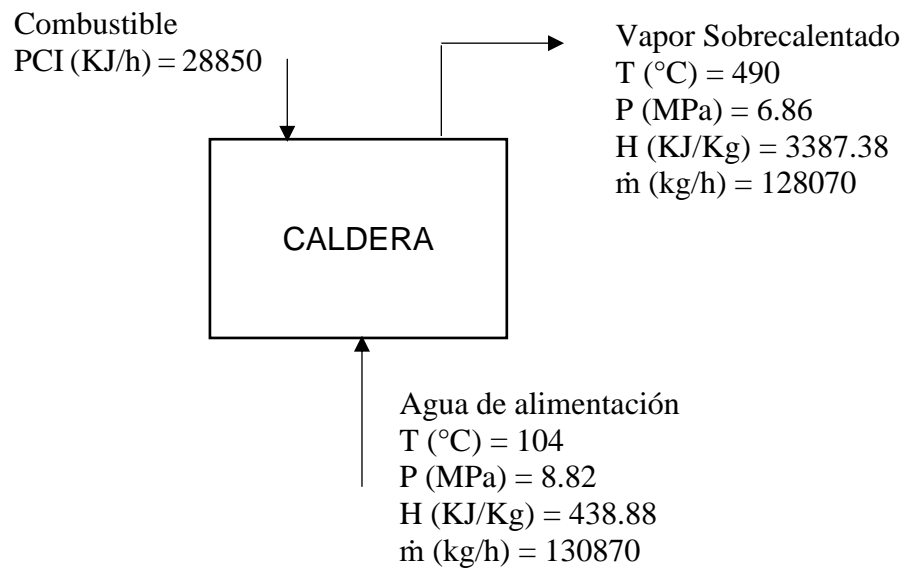 Combustible
PCI (KJ/h) = 28850
Vapor Sobrecalentado
T (°C) = 490
P (MPa) = 6.86
H (KJ/Kg) = 3387.38
ṁ (kg/h) = 128070
CALDERA
Agua de alimentación
T (°C) = 104
P (MPa) = 8.82
H (KJ/Kg) = 438.88
ṁ (kg/h) = 130870